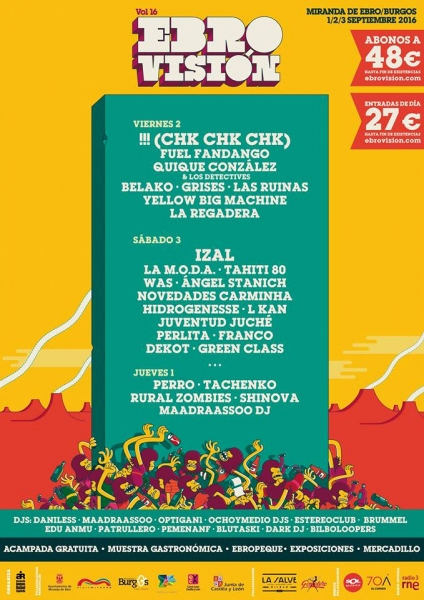 Vol 16
EBRO
VISIÓN
MIRANDA DE EBRO/BURGOS
1/2/3 SEPTIEMBRE 2016
ABONOS A
48€
HASTA FIN DE EXISTENCIAS
ebrovision.com
ENTRADAS DE DÍA
27€
HASTA FIN DE EXISTENCIAS
ebrovision.com
VIERNES 2
!!! (CHK CHK CHK)
FUEL FANDANGO
QUIQUE GONZÁLEZ
& LOS DETECTIVES
BELAKO · GRISES · LAS RUINAS
YELLOW BIG MACHINE
LA REGADERA
SÁBADO 3
IZAL
LA M.O.D.A. · TAHITI 80
WAS · ÁNGEL STANICH
NOVEDADES CARMINHA
HIDROGENESSE · L KAN
JUVENTUD JUCHÉ
PERLITA · FRANCO
DEKOT · GREEN CLASS
...
JUEVES 1
PERRO · TACHENKO
RURAL ZOMBIES · SHINOVA
MAADRAASSOO DJ
DJS: DANILESS · MAADRAASSOO · OPTIGANI · OCHOYMEDIO DJS · ESTEREOCLUB · BRUMMEL
EDU ANMU · PATRULLERO · PEMENANF · BLUTASKI · DARK DJ · BILBOLOOPERS
ACAMPADA GRATUITA · MUESTRA GASTRONÓMICA · EBROPEQUE · EXPOSICIONES · MERCADILLO
Burgos
Junta de
Castilla y León
LA SALVE
BILBAO
SOL
70A
radio 3
rne